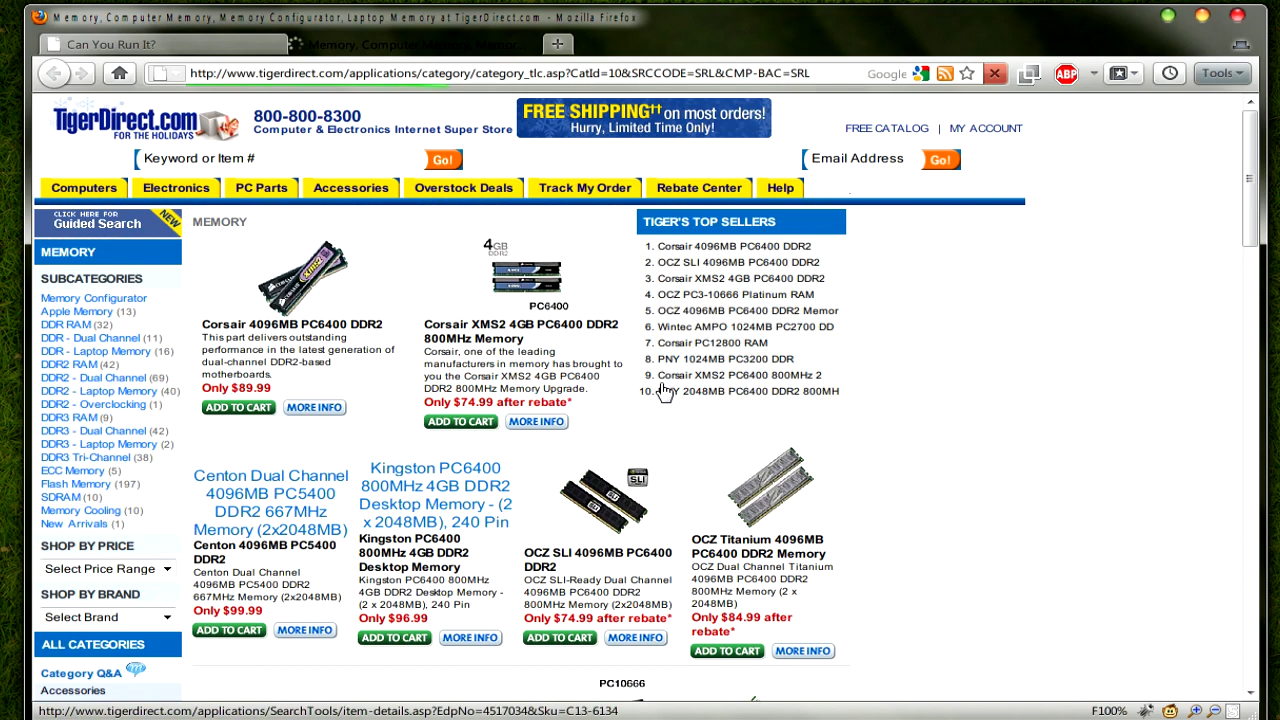 Memory, Computer Memory, Memory Configurator, Laptop Memory at TigerDirect.com - Mozilla Firefox
Can You Run It?
Memory, Computer Memory, Memor...
http://www.tigerdirect.com/applications/category/category_tlc.asp?CatId=10&SRCCODE=SRL&CMP-BAC=SRL
Google
ABP
Tools
TigerDirect.com
FOR THE HOLIDAYS
800-888-8300
Computer & Electronics Internet Super Store
FREE SHIPPING†† on most orders!
Hurry, Limited Time Only!
FREE CATALOG | MY ACCOUNT
Keyword or Item #
Go!
Email Address
Go!
Computers
Electronics
PC Parts
Accessories
Overstock Deals
Track My Order
Rebate Center
Help
CLICK HERE FOR
Guided Search
NEW
MEMORY
SUBCATEGORIES
Memory Configurator
Apple Memory (13)
DDR RAM (32)
DDR - Dual Channel (11)
DDR - Laptop Memory (16)
DDR2 RAM (42)
DDR2 - Dual Channel (69)
DDR2 - Laptop Memory (40)
DDR2 - Overclocking (1)
DDR3 RAM (9)
DDR3 - Dual Channel (42)
DDR3 - Laptop Memory (2)
DDR3 Tri-Channel (38)
ECC Memory (5)
Flash Memory (197)
SDRAM (10)
Memory Cooling (10)
New Arrivals (1)
SHOP BY PRICE
Select Price Range
SHOP BY BRAND
Select Brand
ALL CATEGORIES
Category Q&A
Accessories
MEMORY
Corsair 4096MB PC6400 DDR2
This part delivers outstanding
performance in the latest generation of
dual-channel DDR2-based
motherboards.
Only $89.99
ADD TO CART
MORE INFO
4GB
DDR2
PC6400
Corsair XMS2 4GB PC6400 DDR2
800MHz Memory
Corsair, one of the leading
manufacturers in memory has brought to
you the Corsair XMS2 4GB PC6400
DDR2 800MHz Memory Upgrade.
Only $74.99 after rebate*
ADD TO CART
MORE INFO
TIGER'S TOP SELLERS
1. Corsair 4096MB PC6400 DDR2
2. OCZ SLI 4096MB PC6400 DDR2
3. Corsair XMS2 4GB PC6400 DDR2
4. OCZ PC3-10666 Platinum RAM
5. OCZ 4096MB PC6400 DDR2 Memor
6. Wintec AMPO 1024MB PC2700 DD
7. Corsair PC12800 RAM
8. PNY 1024MB PC3200 DDR
9. Corsair XMS2 PC6400 800MHz 2
10. PNY 2048MB PC6400 DDR2 800MH
Centon Dual Channel
4096MB PC5400
DDR2 667MHz
Memory (2x2048MB)
Centon 4096MB PC5400
DDR2
Centon Dual Channel
4096MB PC5400 DDR2
667MHz Memory (2x2048MB)
Only $99.99
ADD TO CART
MORE INFO
Kingston PC6400
800MHz 4GB DDR2
Desktop Memory - (2
x 2048MB), 240 Pin
Kingston PC6400
800MHz 4GB DDR2
Desktop Memory
Kingston PC6400 800MHz
4GB DDR2 Desktop Memory -
(2 x 2048MB), 240 Pin
Only $96.99
ADD TO CART
MORE INFO
SLI
OCZ SLI 4096MB PC6400
DDR2
OCZ SLI-Ready Dual Channel
4096MB PC6400 DDR2
800MHz Memory (2x2048MB)
Only $74.99 after rebate*
ADD TO CART
MORE INFO
OCZ Titanium 4096MB
PC6400 DDR2 Memory
OCZ Dual Channel Titanium
4096MB PC6400 DDR2
800MHz Memory (2 x
2048MB)
Only $84.99 after
rebate*
ADD TO CART
MORE INFO
PC10666
http://www.tigerdirect.com/applications/SearchTools/item-details.asp?EdpNo=4517034&Sku=C13-6134
F100%